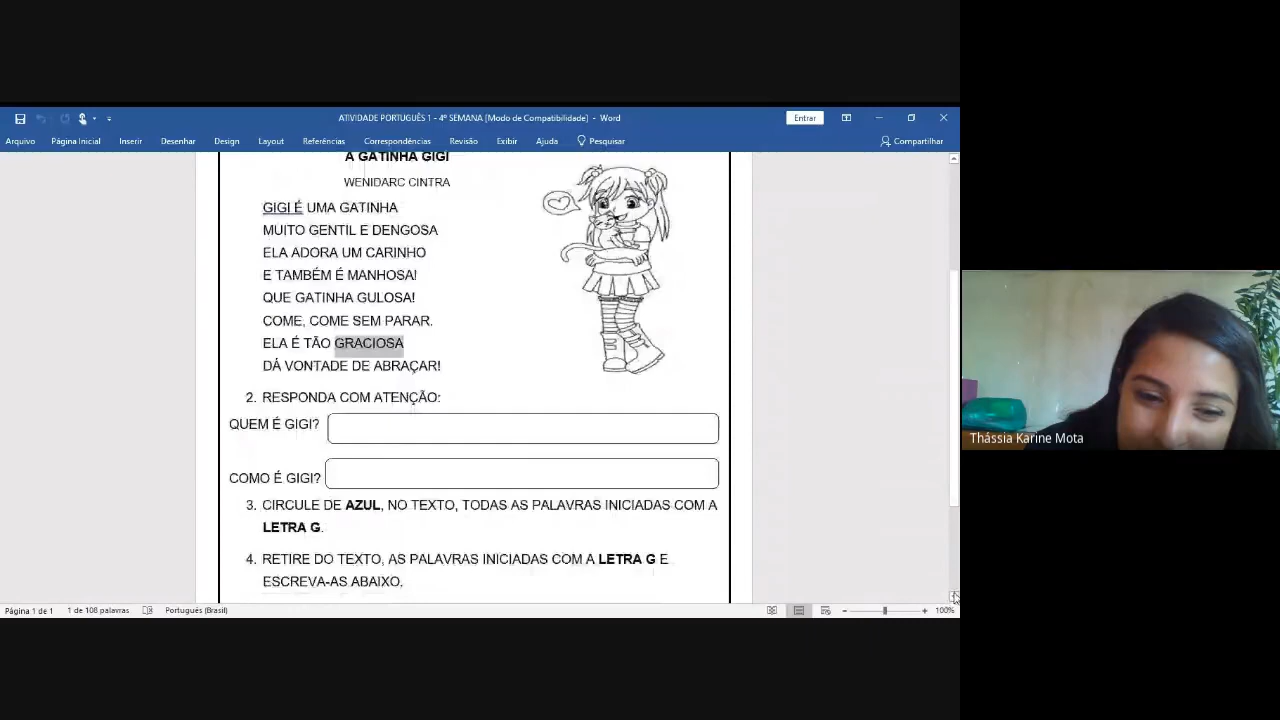 ATIVIDADE PORTUGUÊS 1 - 4º SEMANA [Modo de Compatibilidade] - Word
Entrar
Arquivo Página Inicial Inserir Desenhar Design Layout Referências Correspondências Revisão Exibir Ajuda Pesquisar Compartilhar
A GATINHA GIGI
WENIDARC CINTRA
GIGI É UMA GATINHA
MUITO GENTIL E DENGOSA
ELA ADORA UM CARINHO
E TAMBÉM É MANHOSA!
QUE GATINHA GULOSA!
COME, COME SEM PARAR.
ELA É TÃO GRACIOSA
DÁ VONTADE DE ABRAÇAR!
2. RESPONDA COM ATENÇÃO:
QUEM É GIGI?
COMO É GIGI?
3. CIRCULE DE AZUL, NO TEXTO, TODAS AS PALAVRAS INICIADAS COM A
LETRA G.
4. RETIRE DO TEXTO, AS PALAVRAS INICIADAS COM A LETRA G E
ESCREVA-AS ABAIXO.
Página 1 de 1 1 de 108 palavras Português (Brasil) 100%
Thássia Karine Mota